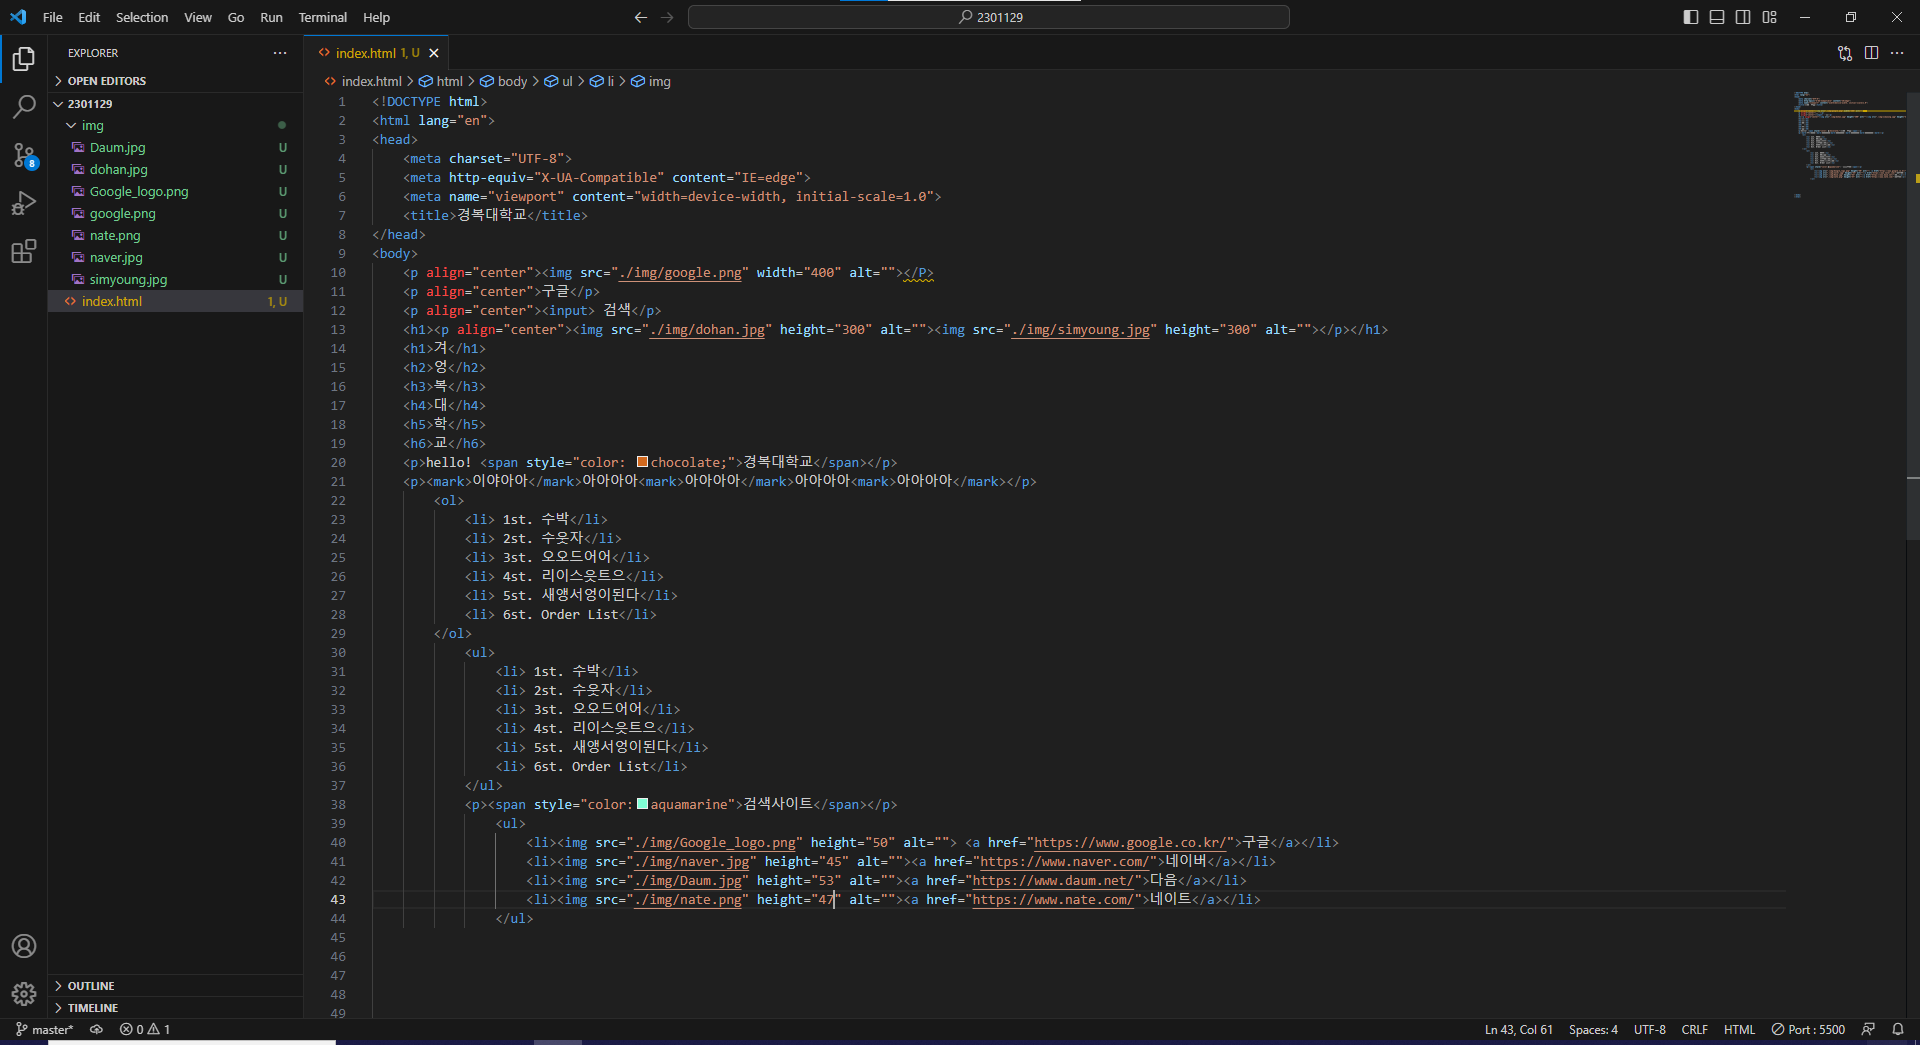 File Edit Selection View Go Run Terminal Help 2301129
EXPLORER
OPEN EDITORS
2301129
img
Daum.jpg U
dohan.jpg U
Google_logo.png U
google.png U
nate.png U
naver.jpg U
simyoung.jpg U
index.html 1, U
OUTLINE
TIMELINE
8
index.html 1, U
index.html > html > body > ul > li > img
1 <!DOCTYPE html>
2 <html lang="en">
3 <head>
4 <meta charset="UTF-8">
5 <meta http-equiv="X-UA-Compatible" content="IE=edge">
6 <meta name="viewport" content="width=device-width, initial-scale=1.0">
7 <title>경복대학교</title>
8 </head>
9 <body>
10 <p align="center"><img src="./img/google.png" width="400" alt=""></P>
11 <p align="center">구글</p>
12 <p align="center"><input> 검색</p>
13 <h1><p align="center"><img src="./img/dohan.jpg" height="300" alt=""><img src="./img/simyoung.jpg" height="300" alt=""></p></h1>
14 <h1>겨</h1>
15 <h2>엉</h2>
16 <h3>복</h3>
17 <h4>대</h4>
18 <h5>학</h5>
19 <h6>교</h6>
20 <p>hello! <span style="color: chocolate;">경복대학교</span></p>
21 <p><mark>이야아아</mark>아아아아<mark>아아아아</mark>아아아아<mark>아아아아</mark></p>
22 <ol>
23 <li> 1st. 수박</li>
24 <li> 2st. 수웃자</li>
25 <li> 3st. 오오드어어</li>
26 <li> 4st. 리이스읏트으</li>
27 <li> 5st. 새앵서엉이된다</li>
28 <li> 6st. Order List</li>
29 </ol>
30 <ul>
31 <li> 1st. 수박</li>
32 <li> 2st. 수웃자</li>
33 <li> 3st. 오오드어어</li>
34 <li> 4st. 리이스읏트으</li>
35 <li> 5st. 새앵서엉이된다</li>
36 <li> 6st. Order List</li>
37 </ul>
38 <p><span style="color: aquamarine">검색사이트</span></p>
39 <ul>
40 <li><img src="./img/Google_logo.png" height="50" alt=""> <a href="https://www.google.co.kr/">구글</a></li>
41 <li><img src="./img/naver.jpg" height="45" alt=""><a href="https://www.naver.com/">네이버</a></li>
42 <li><img src="./img/Daum.jpg" height="53" alt=""><a href="https://www.daum.net/">다음</a></li>
43 <li><img src="./img/nate.png" height="47" alt=""><a href="https://www.nate.com/">네이트</a></li>
44 </ul>
45
46
47
48
49
master* 0 1 Ln 43, Col 61 Spaces: 4 UTF-8 CRLF HTML Port : 5500